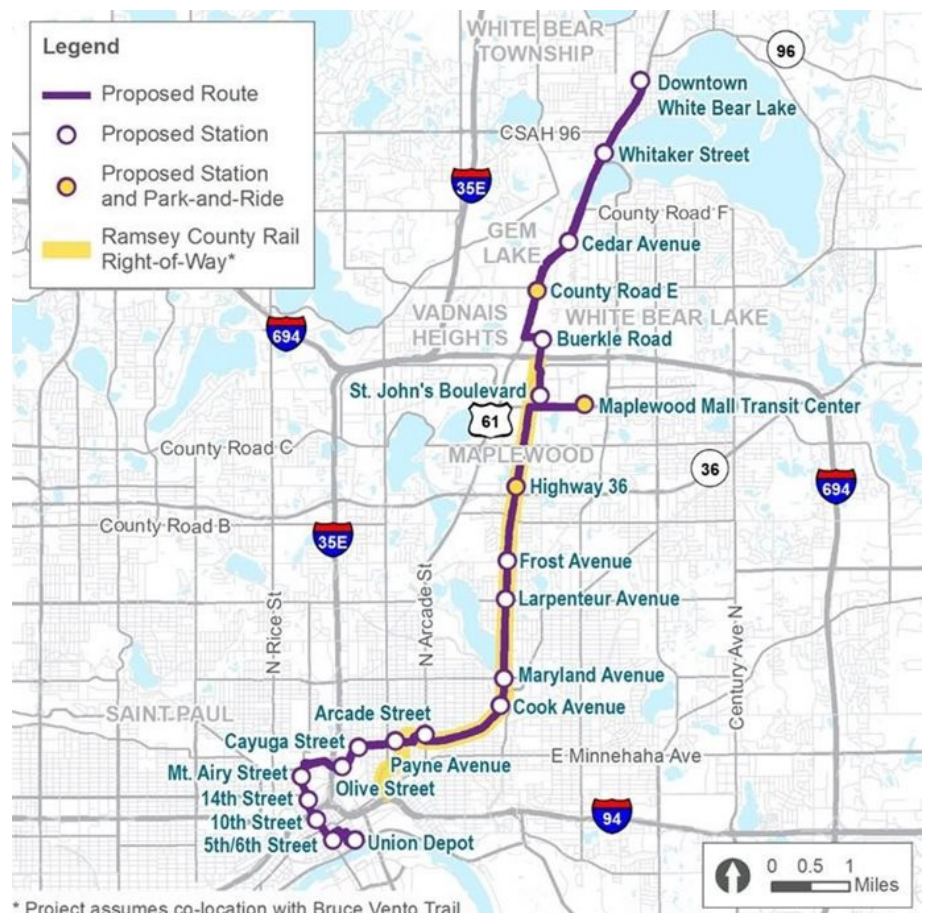 Legend
Proposed Route
Proposed Station
Proposed Station
and Park-and-Ride
Ramsey County Rail
Right-of-Way*
WHITE BEAR
TOWNSHIP
96
Downtown
White Bear Lake
CSAH 96
Whitaker Street
35E
County Road F
GEM
LAKE
Cedar Avenue
County Road E
VADNAIS
HEIGHTS
WHITE BEAR LAKE
694
Buerkle Road
St. John's Boulevard
Maplewood Mall Transit Center
61
County Road C
MAPLEWOOD
36
694
Highway 36
County Road B
35E
Frost Avenue
N Arcade St
Larpenteur Avenue
N Rice St
Century Ave N
Maryland Avenue
SAINT PAUL
Arcade Street
Cook Avenue
Cayuga Street
E Minnehaha Ave
Payne Avenue
Mt. Airy Street
Olive Street
14th Street
10th Street
94
5th/6th Street
Union Depot
0 0.5 1
Miles
* Project assumes co-location with Bruce Vento Trail